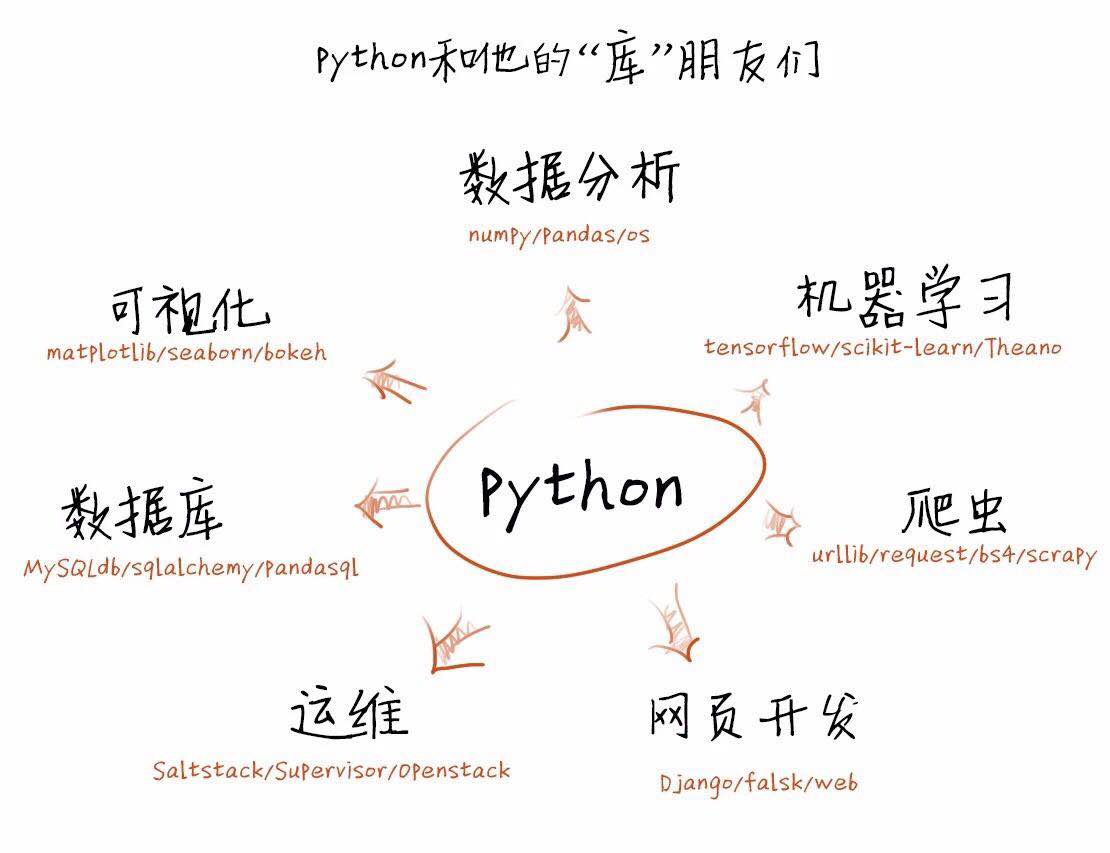 python和他的“库”朋友们
数据分析
numpy/pandas/os
可视化
matplotlib/seaborn/bokeh
机器学习
tensorflow/scikit-learn/Theano
python
数据库
MySQLdb/sqlalchemy/pandasql
爬虫
urllib/request/bs4/scrapy
运维
Saltstack/Supervisor/Openstack
网页开发
Django/falsk/web